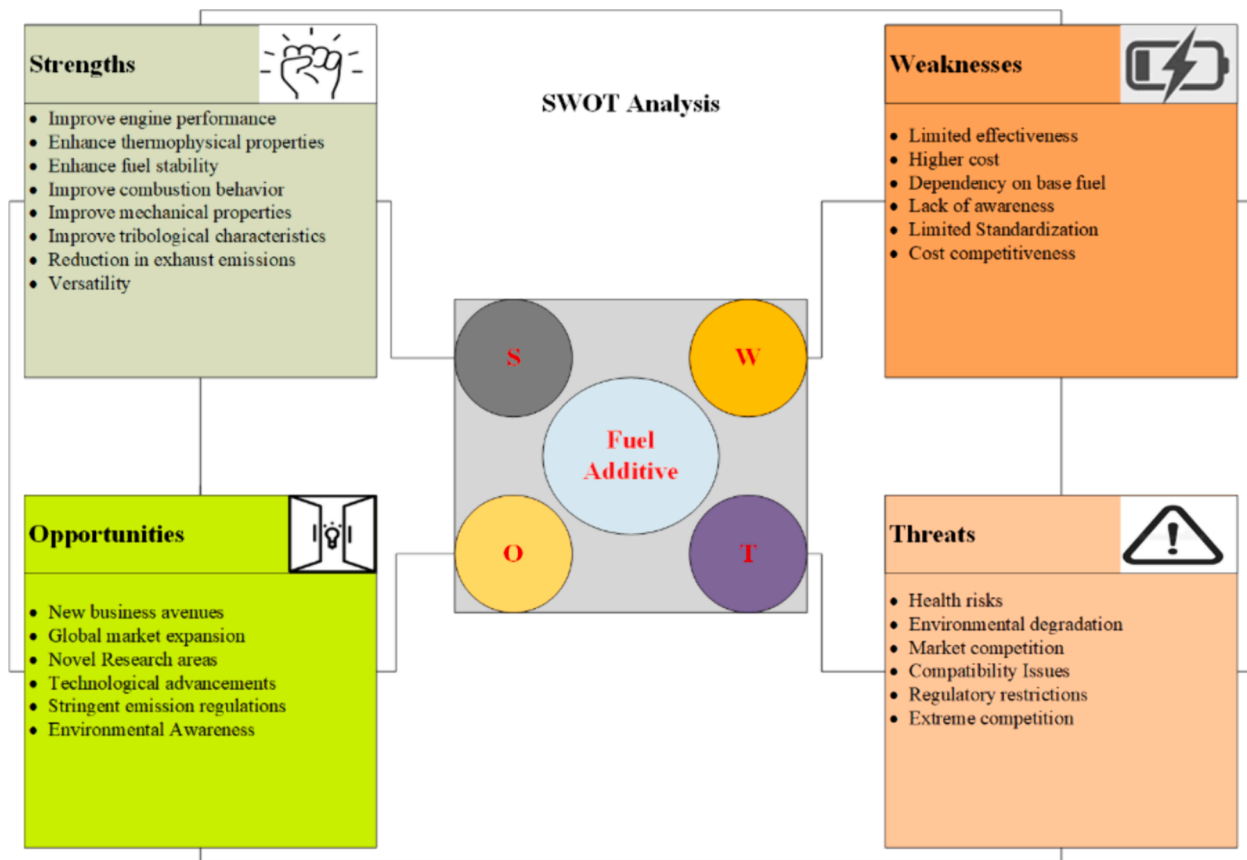 SWOT Analysis
Strengths
• Improve engine performance
• Enhance thermophysical properties
• Enhance fuel stability
• Improve combustion behavior
• Improve mechanical properties
• Improve tribological characteristics
• Reduction in exhaust emissions
• Versatility
Weaknesses
• Limited effectiveness
• Higher cost
• Dependency on base fuel
• Lack of awareness
• Limited Standardization
• Cost competitiveness
S
W
Fuel
Additive
O
T
Opportunities
• New business avenues
• Global market expansion
• Novel Research areas
• Technological advancements
• Stringent emission regulations
• Environmental Awareness
Threats
• Health risks
• Environmental degradation
• Market competition
• Compatibility Issues
• Regulatory restrictions
• Extreme competition